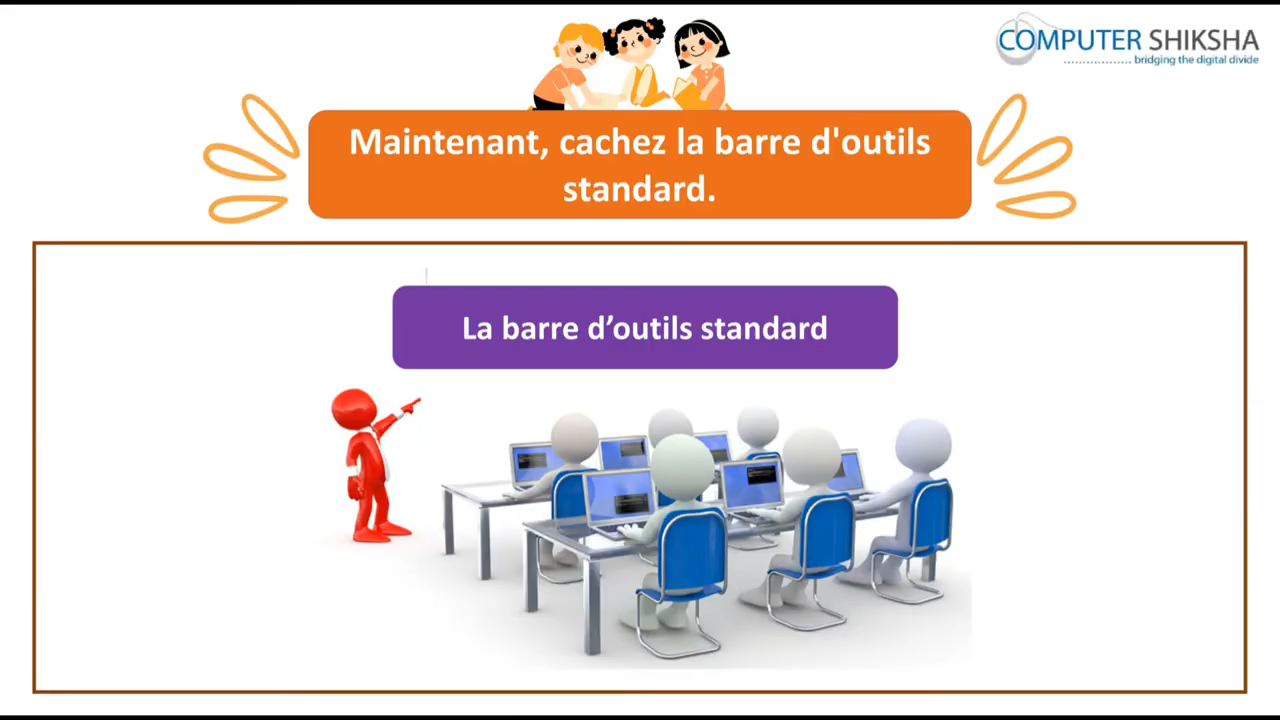 COMPUTER SHIKSHA
bridging the digital divide
Maintenant, cachez la barre d'outils
standard.
La barre d’outils standard